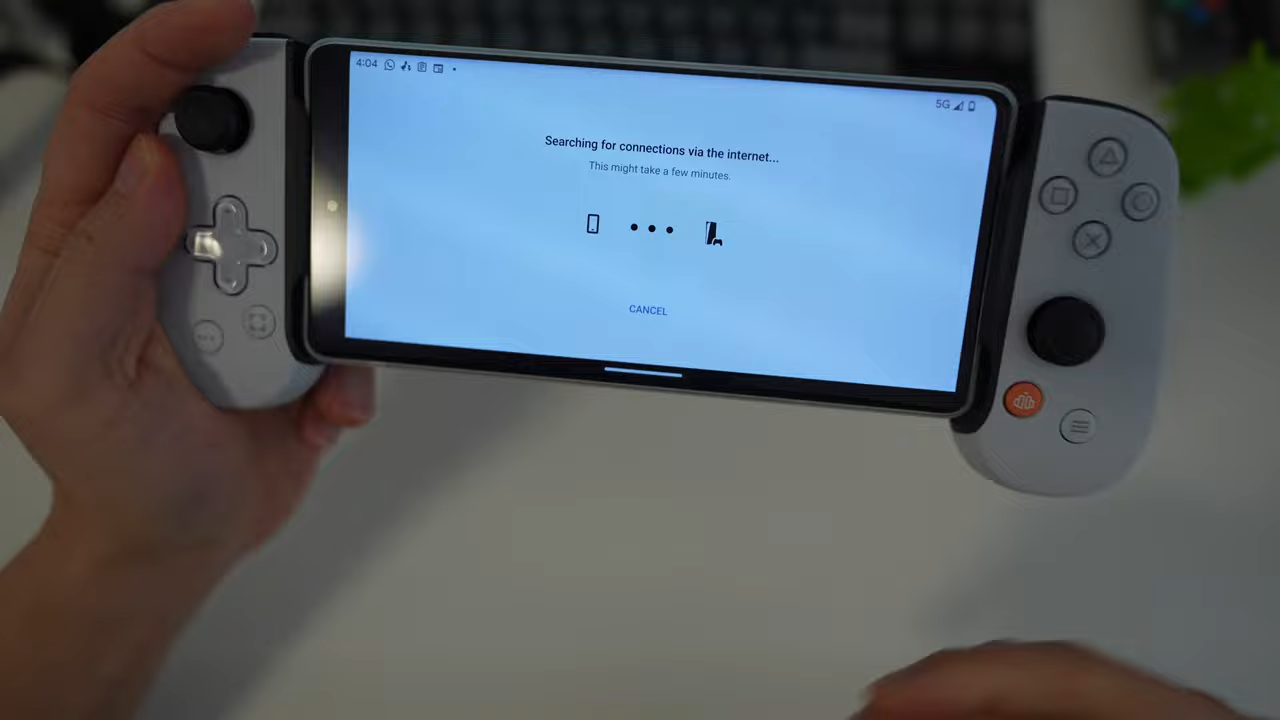 4:04
5G
Searching for connections via the internet...
This might take a few minutes.
CANCEL